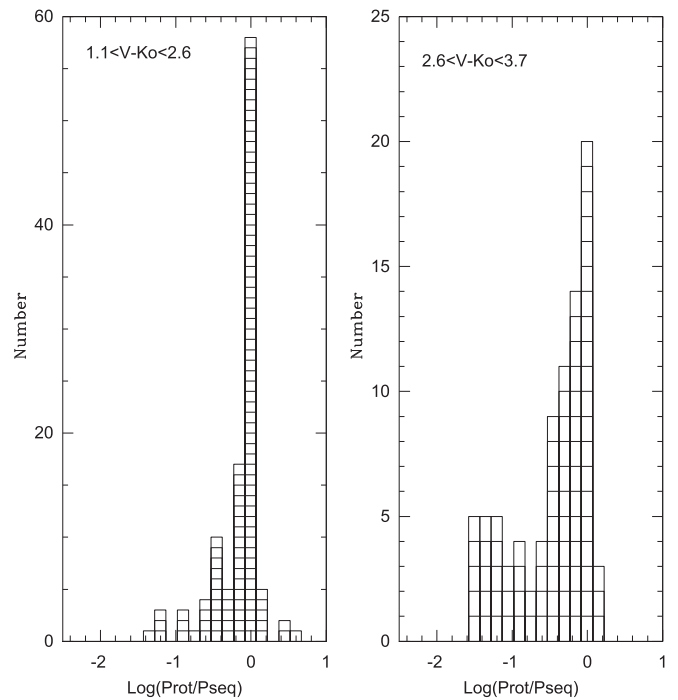 60
40
20
0
Number
1.1<V-Ko<2.6
-2 -1 0 1
Log(Prot/Pseq)
25
20
15
10
5
0
Number
2.6<V-Ko<3.7
-2 -1 0 1
Log(Prot/Pseq)